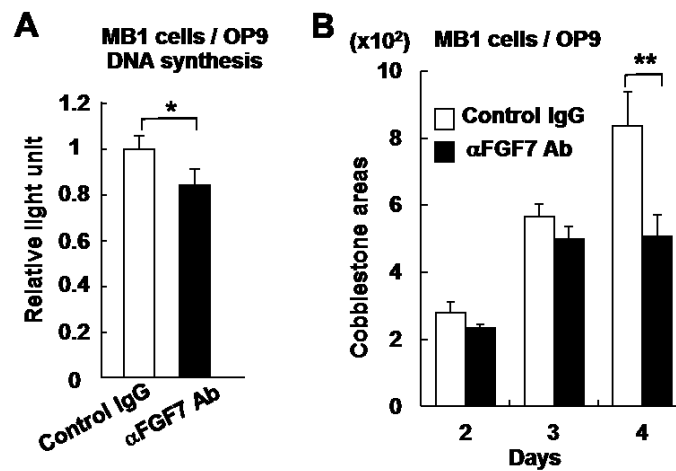 A
MB1 cells / OP9
DNA synthesis
Relative light unit
1.2
1
0.8
0.6
0.4
0.2
0
*
Control IgG
αFGF7 Ab
B
(x10²)
MB1 cells / OP9
Cobblestone areas
10
8
6
4
2
0
Control IgG
αFGF7 Ab
**
2 3 4
Days